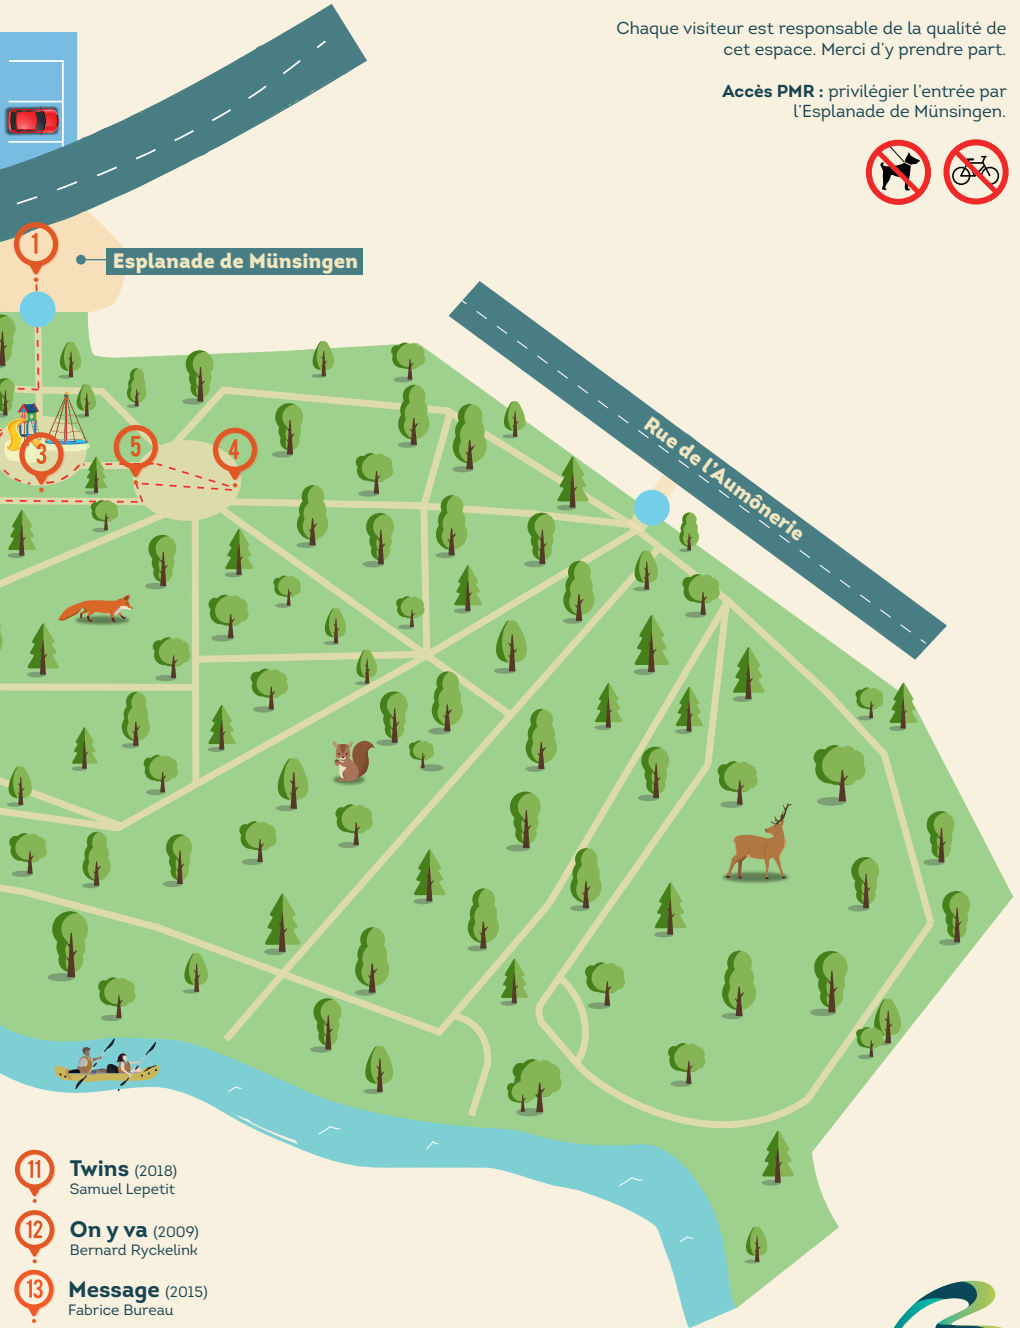 Chaque visiteur est responsable de la qualité de
cet espace. Merci d’y prendre part.
Accès PMR : privilégier l’entrée par
l’Esplanade de Münsingen.
1
Esplanade de Münsingen
Rue de l’Aumônerie
3
5
4
11
Twins (2018)
Samuel Lepetit
12
On y va (2009)
Bernard Ryckelink
13
Message (2015)
Fabrice Bureau